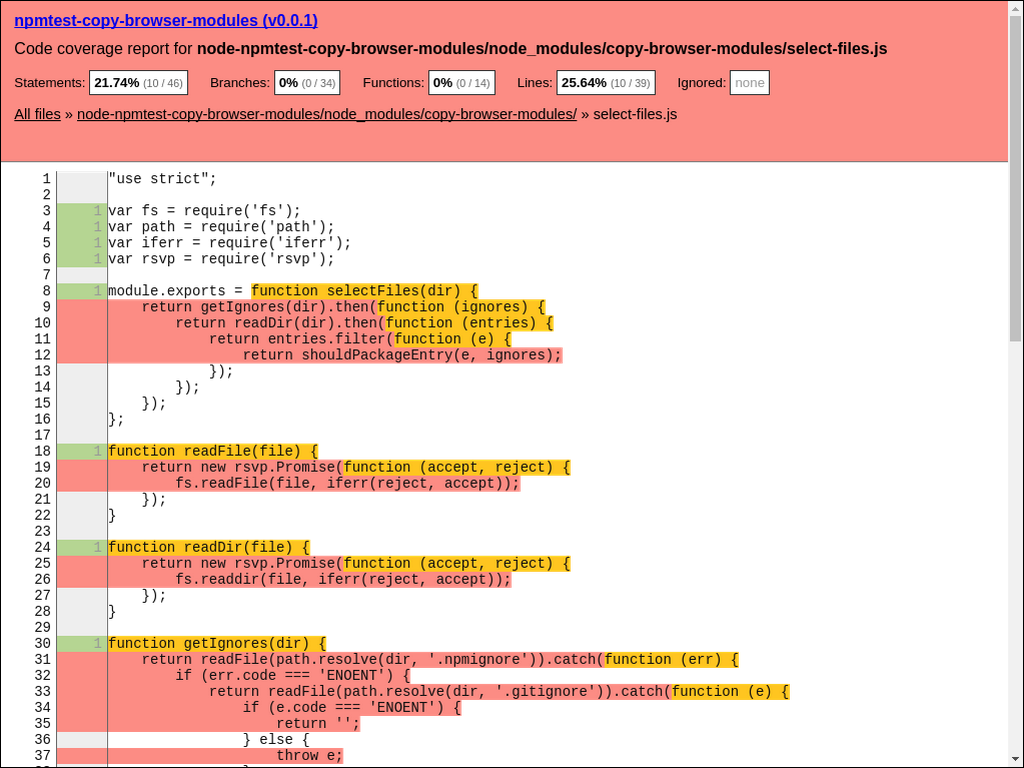 npmtest-copy-browser-modules (v0.0.1)
Code coverage report for node-npmtest-copy-browser-modules/node_modules/copy-browser-modules/select-files.js
Statements: 21.74% (10 / 46) Branches: 0% (0 / 34) Functions: 0% (0 / 14) Lines: 25.64% (10 / 39) Ignored: none
All files » node-npmtest-copy-browser-modules/node_modules/copy-browser-modules/ » select-files.js
1 "use strict";
2
3 1 var fs = require('fs');
4 1 var path = require('path');
5 1 var iferr = require('iferr');
6 1 var rsvp = require('rsvp');
7
8 1 module.exports = function selectFiles(dir) {
9     return getIgnores(dir).then(function (ignores) {
10         return readDir(dir).then(function (entries) {
11             return entries.filter(function (e) {
12                 return shouldPackageEntry(e, ignores);
13             });
14         });
15     });
16 };
17
18 1 function readFile(file) {
19     return new rsvp.Promise(function (accept, reject) {
20         fs.readFile(file, iferr(reject, accept));
21     });
22 }
23
24 1 function readDir(file) {
25     return new rsvp.Promise(function (accept, reject) {
26         fs.readdir(file, iferr(reject, accept));
27     });
28 }
29
30 1 function getIgnores(dir) {
31     return readFile(path.resolve(dir, '.npmignore')).catch(function (err) {
32         if (err.code === 'ENOENT') {
33             return readFile(path.resolve(dir, '.gitignore')).catch(function (e) {
34                 if (e.code === 'ENOENT') {
35                     return '';
36                 } else {
37                     throw e;